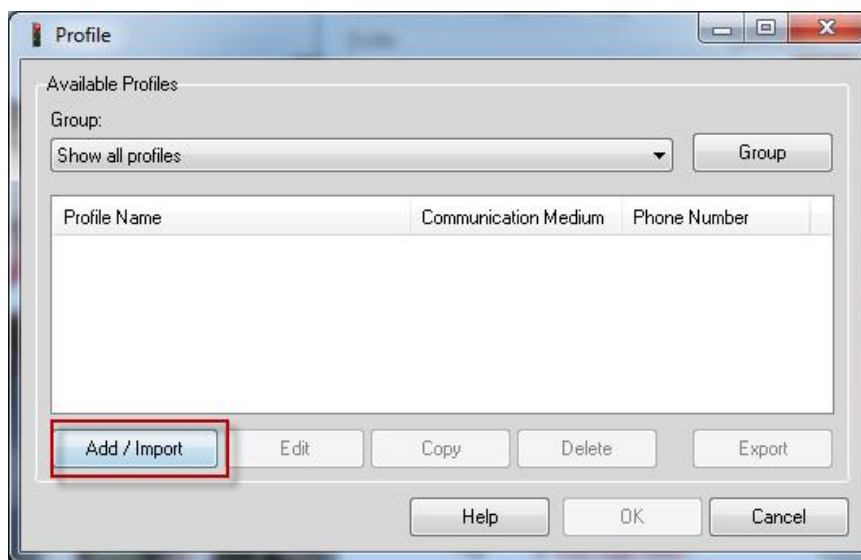 Profile
Available Profiles
Group:
Show all profiles
Group
Profile Name Communication Medium Phone Number
Add / Import Edit Copy Delete Export
Help OK Cancel